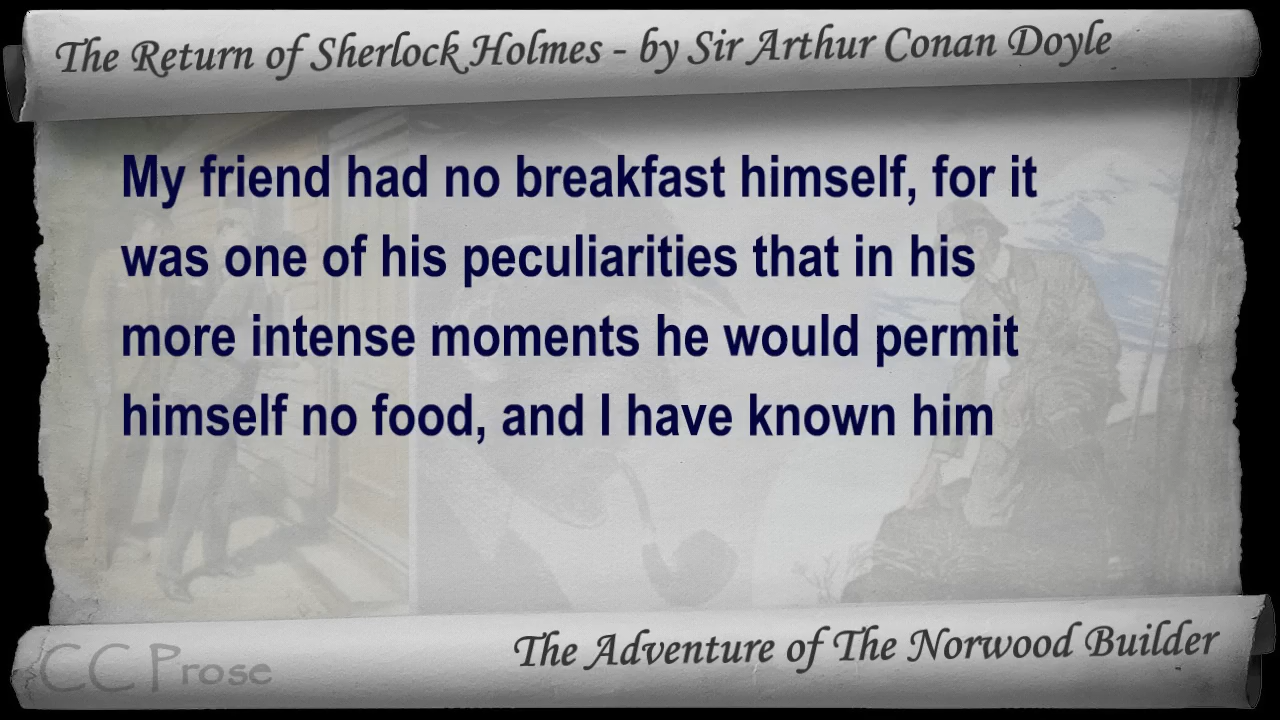 The Return of Sherlock Holmes - by Sir Arthur Conan Doyle
My friend had no breakfast himself, for it
was one of his peculiarities that in his
more intense moments he would permit
himself no food, and I have known him
The Adventure of The Norwood Builder
CC Prose